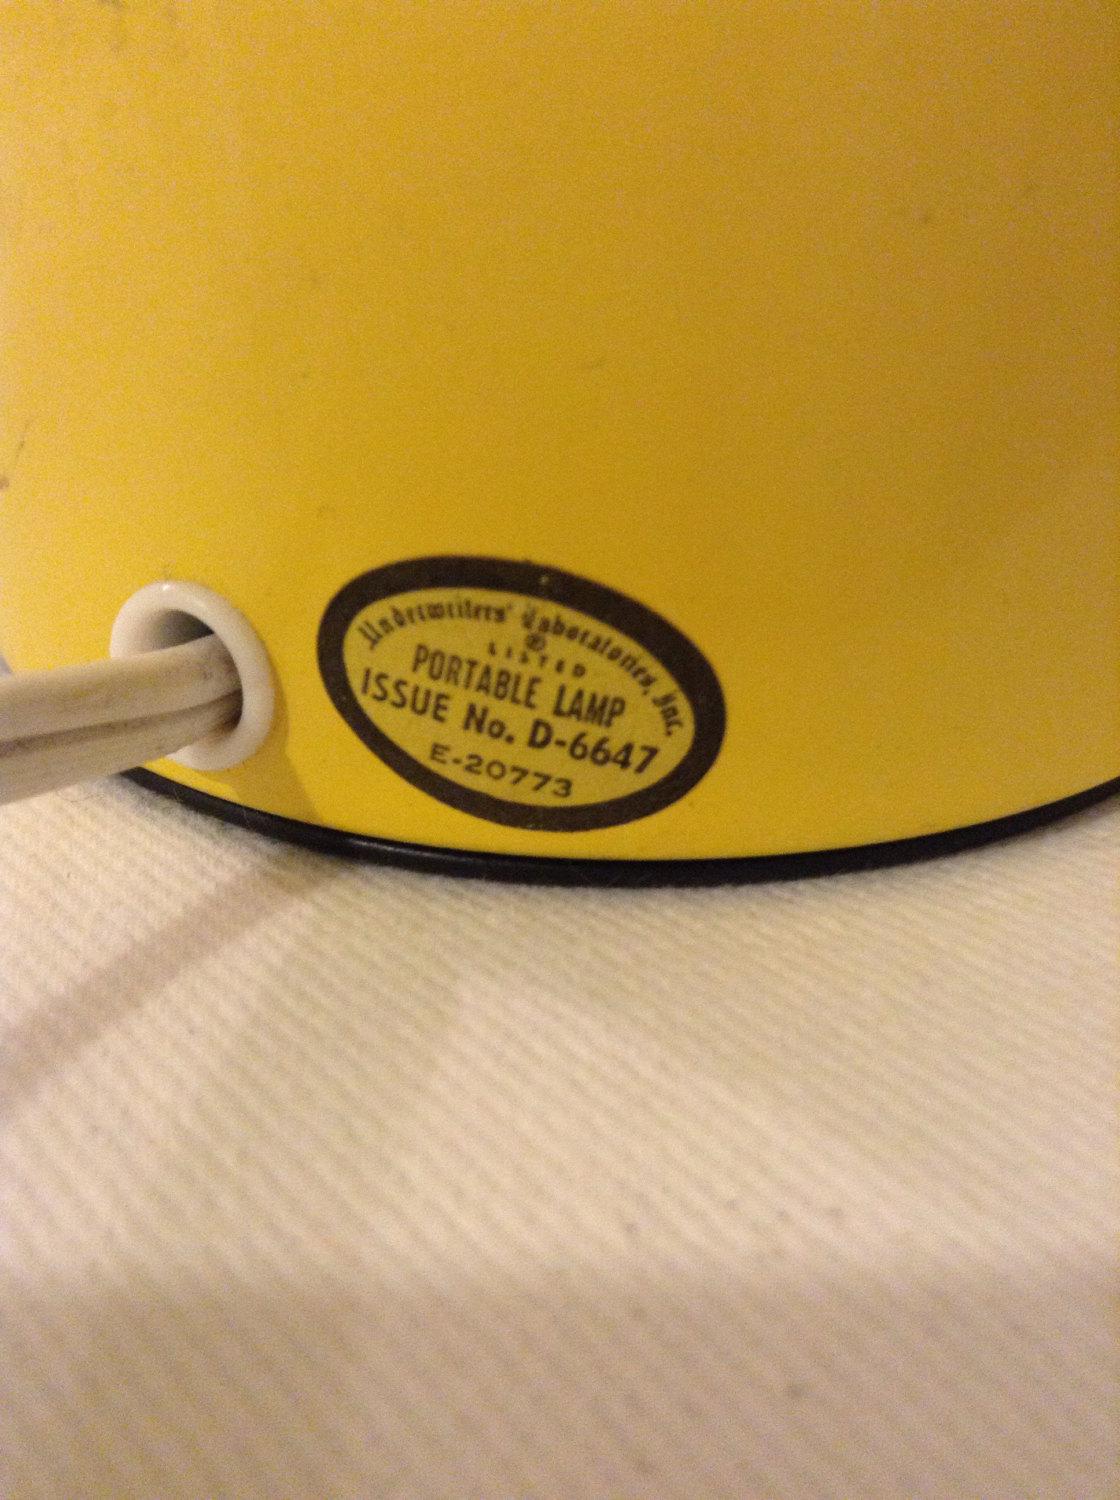 Underwriters' Laboratories, Inc.
LISTED
PORTABLE LAMP
ISSUE No. D-6647
E-20773